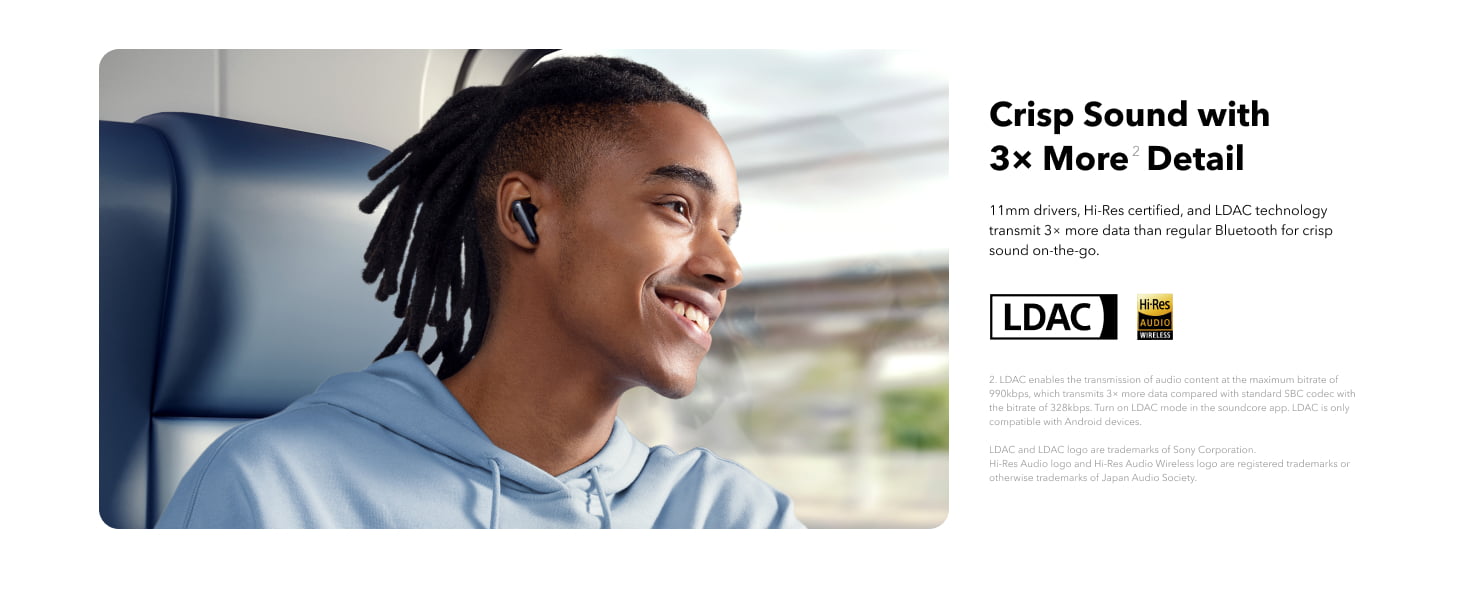 Crisp Sound with
3× More2 Detail
11mm drivers, Hi-Res certified, and LDAC technology
transmit 3× more data than regular Bluetooth for crisp
sound on-the-go.
LDAC
Hi-Res
AUDIO
WIRELESS
2. LDAC enables the transmission of audio content at the maximum bitrate of
990kbps, which transmits 3× more data compared with standard SBC codec with
the bitrate of 328kbps. Turn on LDAC mode in the soundcore app. LDAC is only
compatible with Android devices.
LDAC and LDAC logo are trademarks of Sony Corporation.
Hi-Res Audio logo and Hi-Res Audio Wireless logo are registered trademarks or
otherwise trademarks of Japan Audio Society.